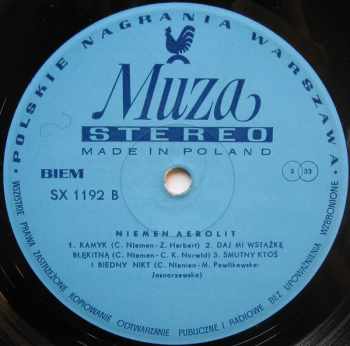 POLSKIE NAGRANIA WARSZAWA
Muza
STEREO
MADE IN POLAND
BIEM
SX 1192 B
S 33
NIEMEN AEROLIT
1. KAMYK (C. Niemen-Z. Herbert) 2. DAJ MI WSTĄŻKĘ
BŁĘKITNĄ (C. Niemen-C. K. Norwid) 3. SMUTNY KTOŚ
I BIEDNY NIKT (C. Niemen-M. Pawlikowska-
Jasnorzewska)
WSZYSTKIE PRAWA ZASTRZEŻONE KOPIOWANIE ODTWARZANIE PUBLICZNE I RADIOWE BEZ UPOWAŻNIENIA WZBRONIONE